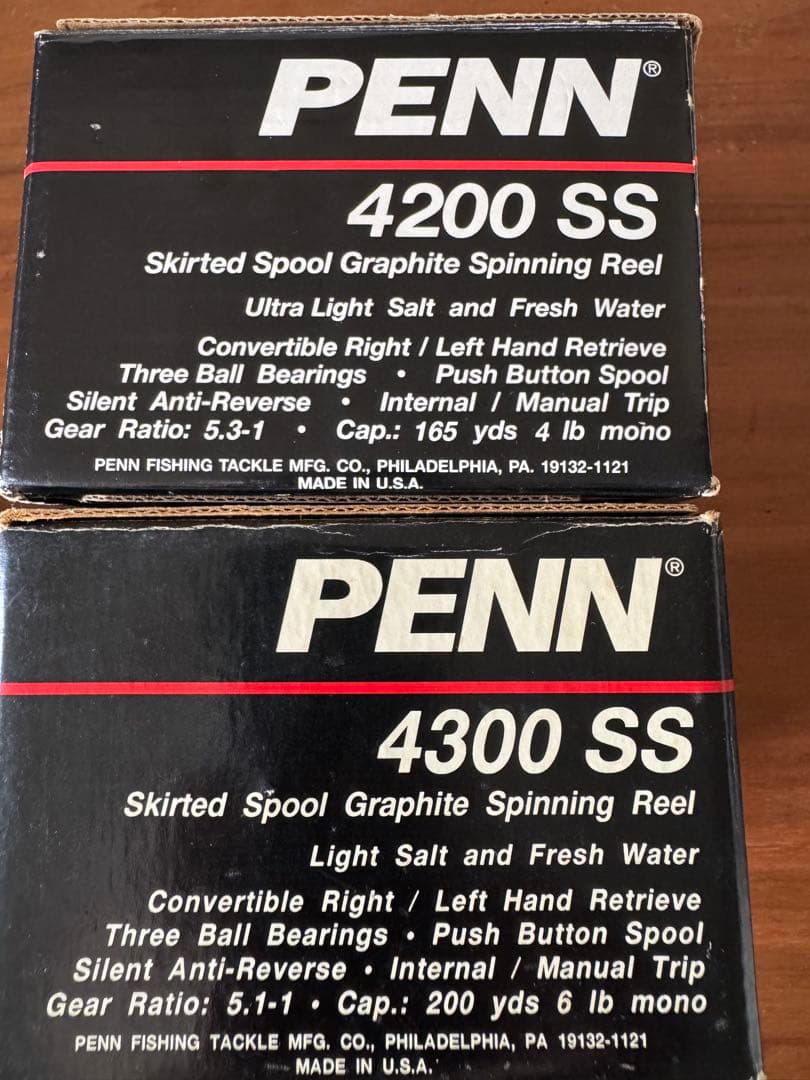 PENN®
4200 SS
Skirted Spool Graphite Spinning Reel
Ultra Light Salt and Fresh Water
Convertible Right / Left Hand Retrieve
Three Ball Bearings • Push Button Spool
Silent Anti-Reverse • Internal / Manual Trip
Gear Ratio: 5.3-1 • Cap.: 165 yds 4 lb mono
PENN FISHING TACKLE MFG. CO., PHILADELPHIA, PA. 19132-1121
MADE IN U.S.A.
PENN®
4300 SS
Skirted Spool Graphite Spinning Reel
Light Salt and Fresh Water
Convertible Right / Left Hand Retrieve
Three Ball Bearings • Push Button Spool
Silent Anti-Reverse • Internal / Manual Trip
Gear Ratio: 5.1-1 • Cap.: 200 yds 6 lb mono
PENN FISHING TACKLE MFG. CO., PHILADELPHIA, PA 19132-1121
MADE IN U.S.A.